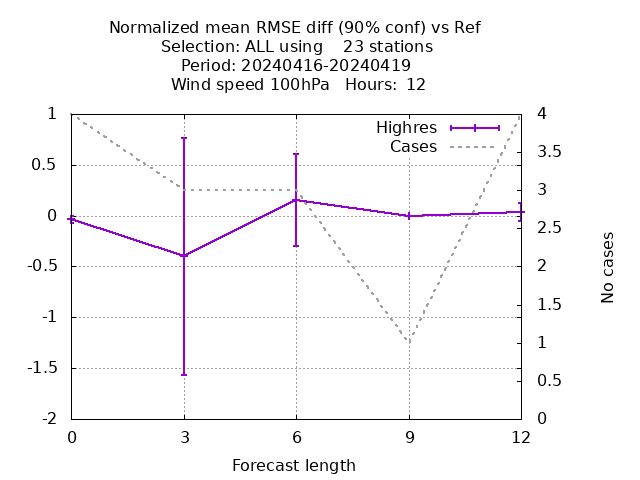 Normalized mean RMSE diff (90% conf) vs Ref
Selection: ALL using    23 stations
Period: 20240416-20240419
Wind speed 100hPa   Hours:  12
1
0.5
0
-0.5
-1
-1.5
-2
Highres
Cases
4
3.5
3
2.5
2
1.5
1
0.5
0
No cases
0
3
6
9
12
Forecast length